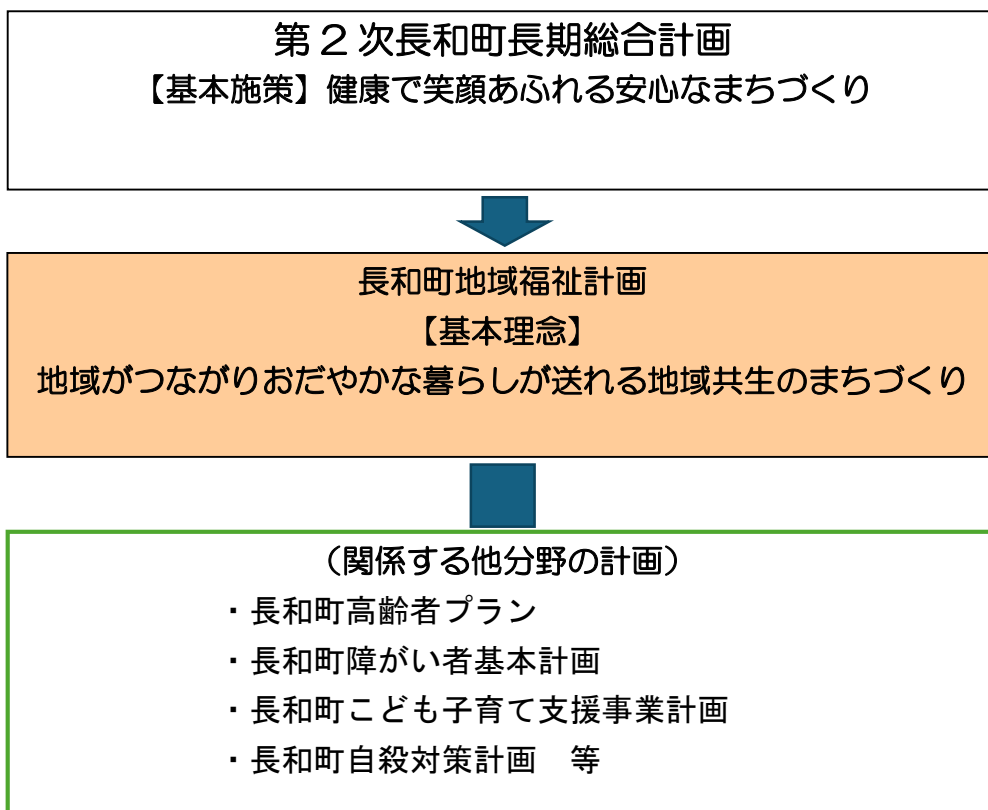 第2次長和町長期総合計画
【基本施策】健康で笑顔あふれる安心なまちづくり
長和町地域福祉計画
【基本理念】
地域がつながりおだやかな暮らしが送れる地域共生のまちづくり
（関係する他分野の計画）
・長和町高齢者プラン
・長和町障がい者基本計画
・長和町こども子育て支援事業計画
・長和町自殺対策計画　等